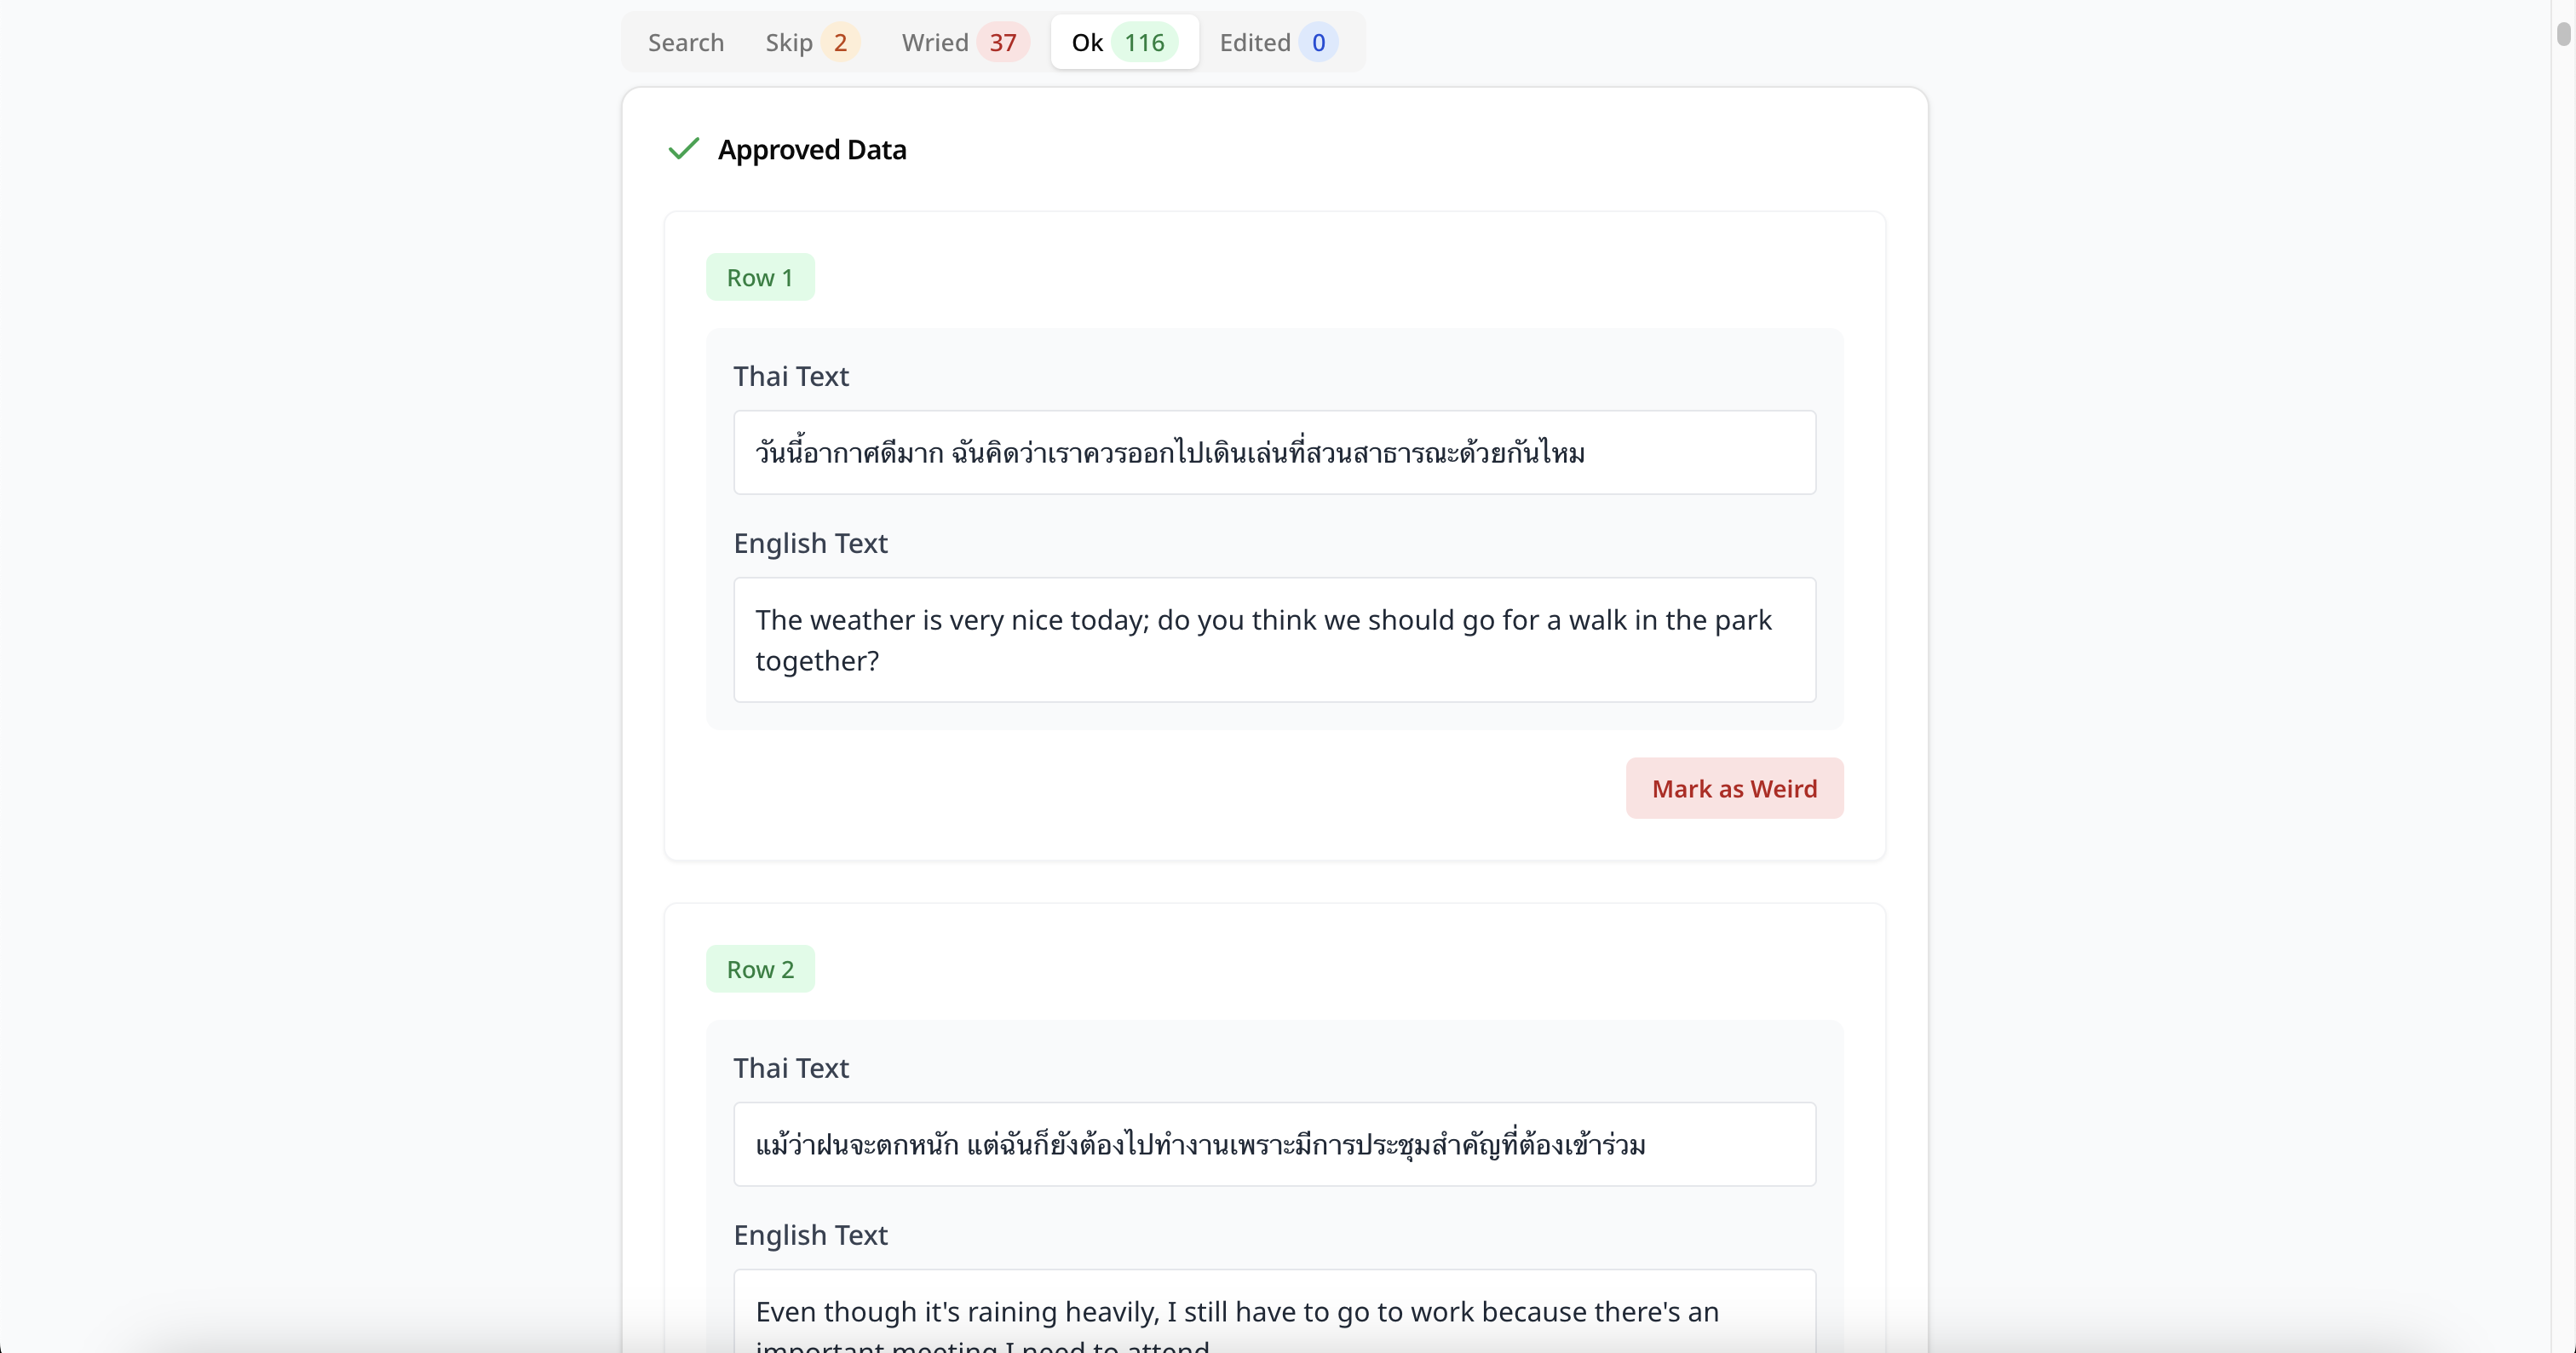 Search Skip 2 Wried 37 Ok 116 Edited 0
Approved Data
Row 1
Thai Text
วันนี้อากาศดีมาก ฉันคิดว่าเราควรออกไปเดินเล่นที่สวนสาธารณะด้วยกันไหม
English Text
The weather is very nice today; do you think we should go for a walk in the park
together?
Mark as Weird
Row 2
Thai Text
แม้ว่าฝนจะตกหนัก แต่ฉันก็ยังต้องไปทำงานเพราะมีการประชุมสำคัญที่ต้องเข้าร่วม
English Text
Even though it's raining heavily, I still have to go to work because there's an
important meeting I need to attend